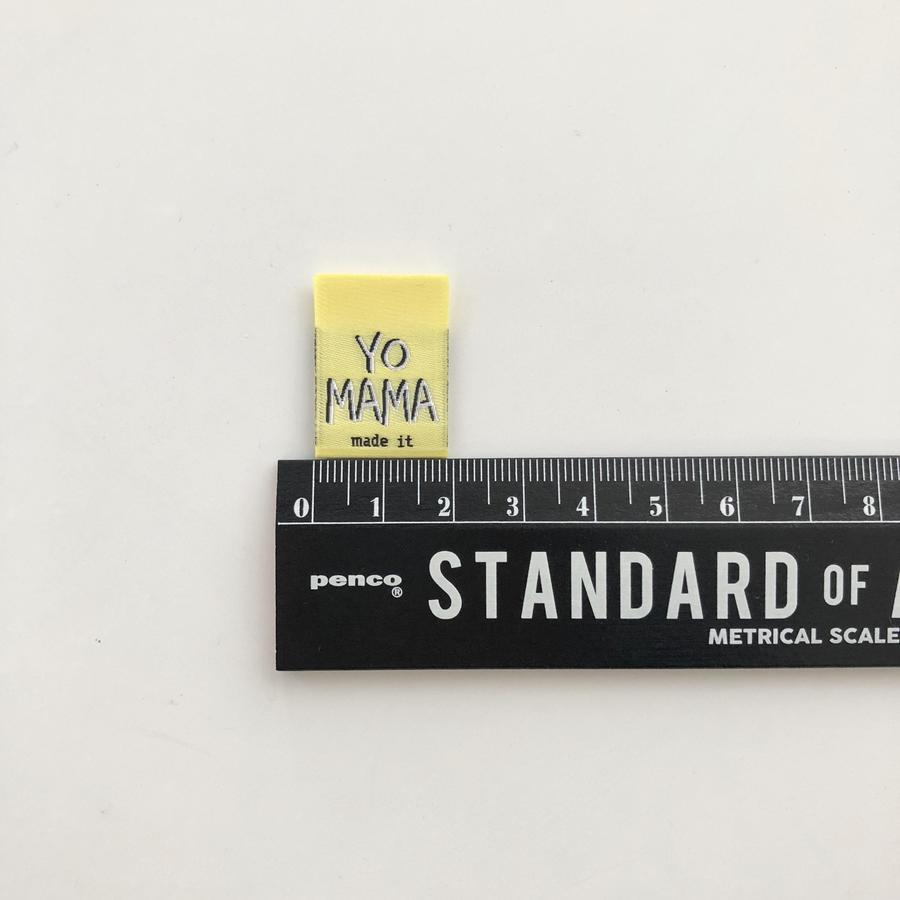 YO
MAMA
made it
0 1 2 3 4 5 6 7 8
penco®
STANDARD OF
METRICAL SCALE